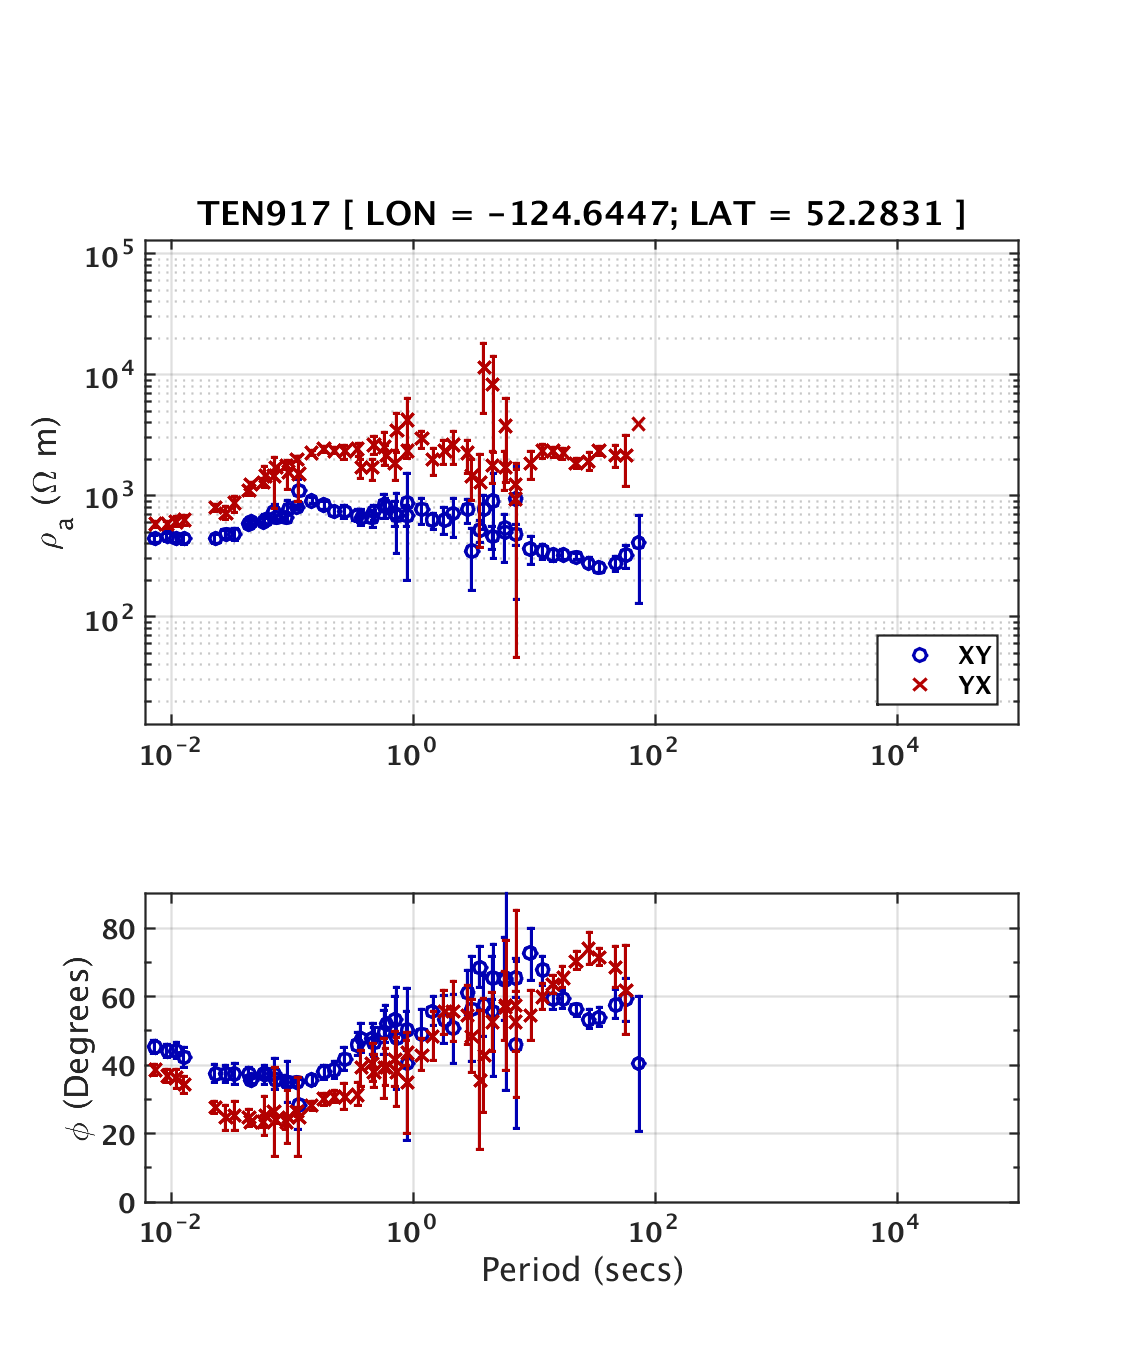 TEN917 [ LON = -124.6447; LAT = 52.2831 ]
10^5
10^4
10^3
10^2
ρ_a (Ω m)
XY
YX
10^-2 10^0 10^2 10^4
80
60
40
20
0
ϕ (Degrees)
10^-2 10^0 10^2 10^4
Period (secs)